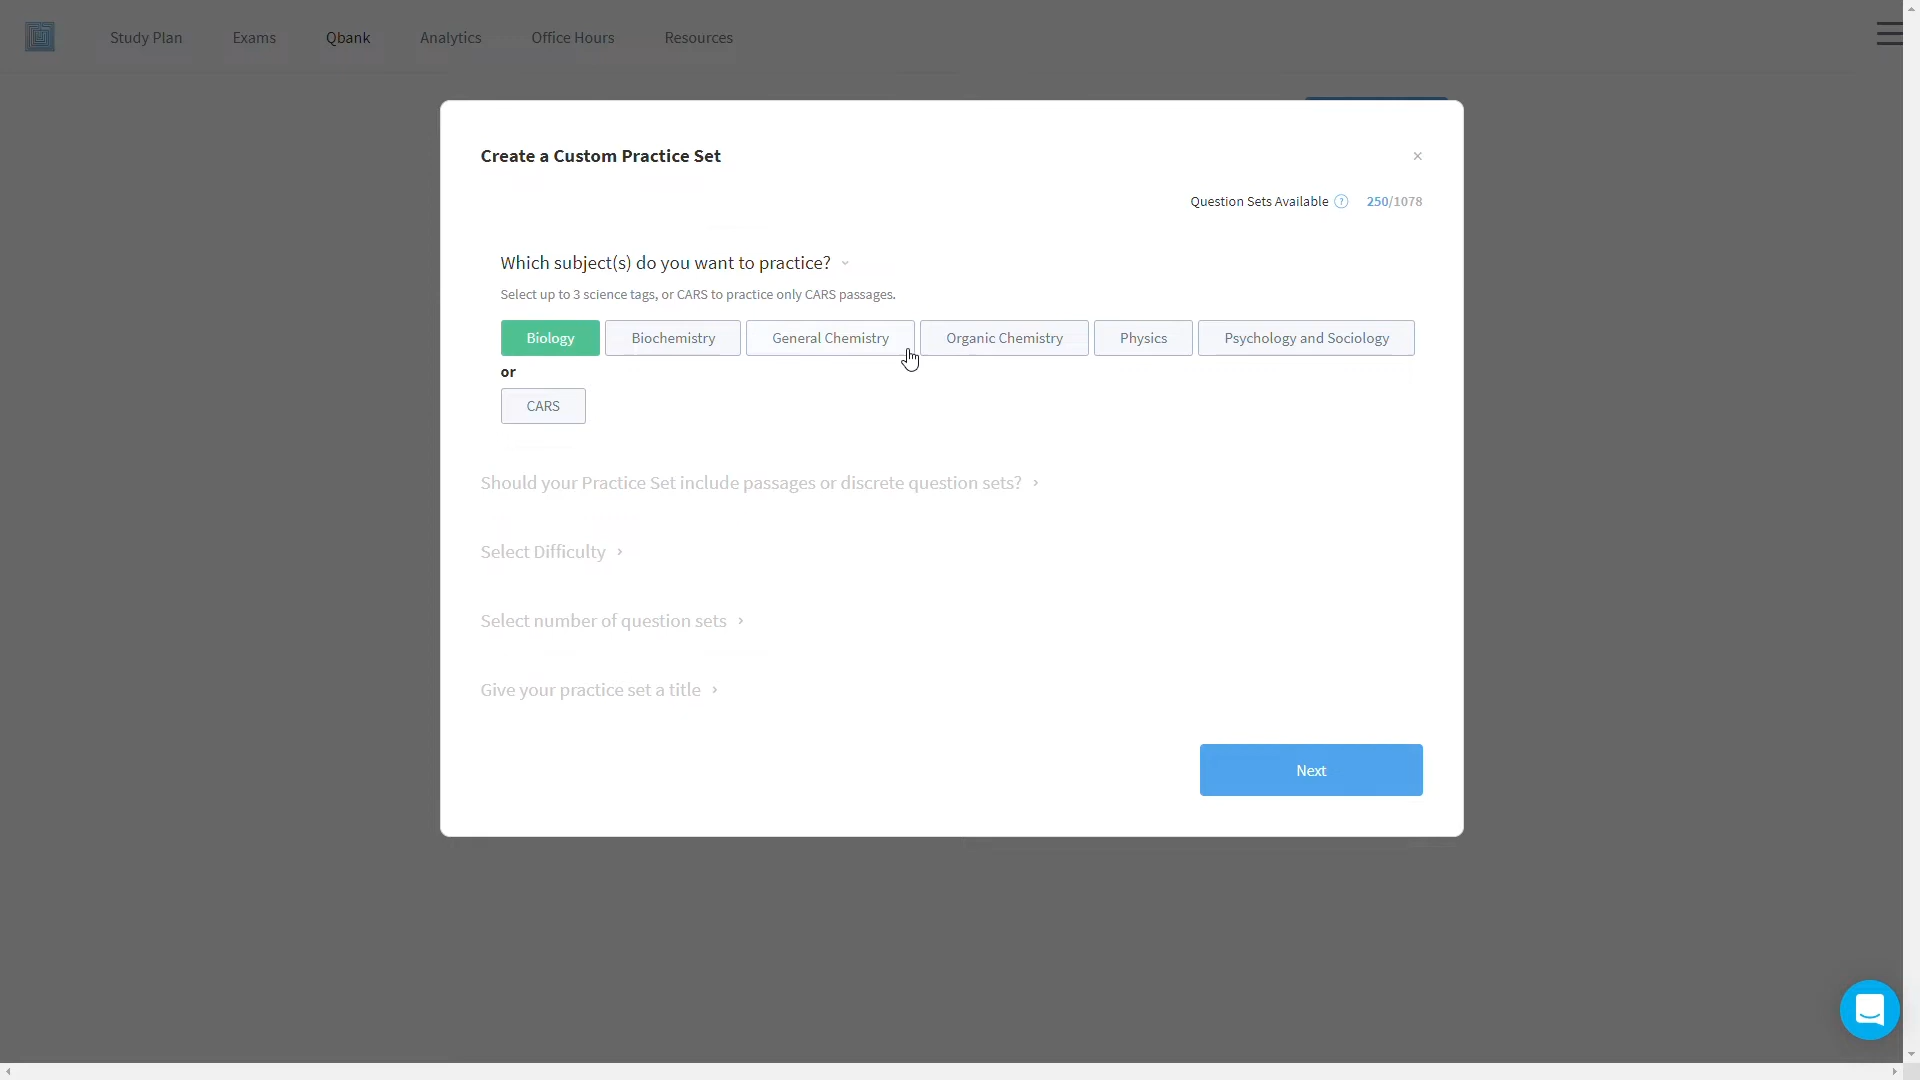 Study Plan Exams Qbank Analytics Office Hours Resources
Create a Custom Practice Set ×
Question Sets Available ? 250/1078
Which subject(s) do you want to practice?
Select up to 3 science tags, or CARS to practice only CARS passages.
Biology Biochemistry General Chemistry Organic Chemistry Physics Psychology and Sociology
or
CARS
Should your Practice Set include passages or discrete question sets?
Select Difficulty
Select number of question sets
Give your practice set a title
Next